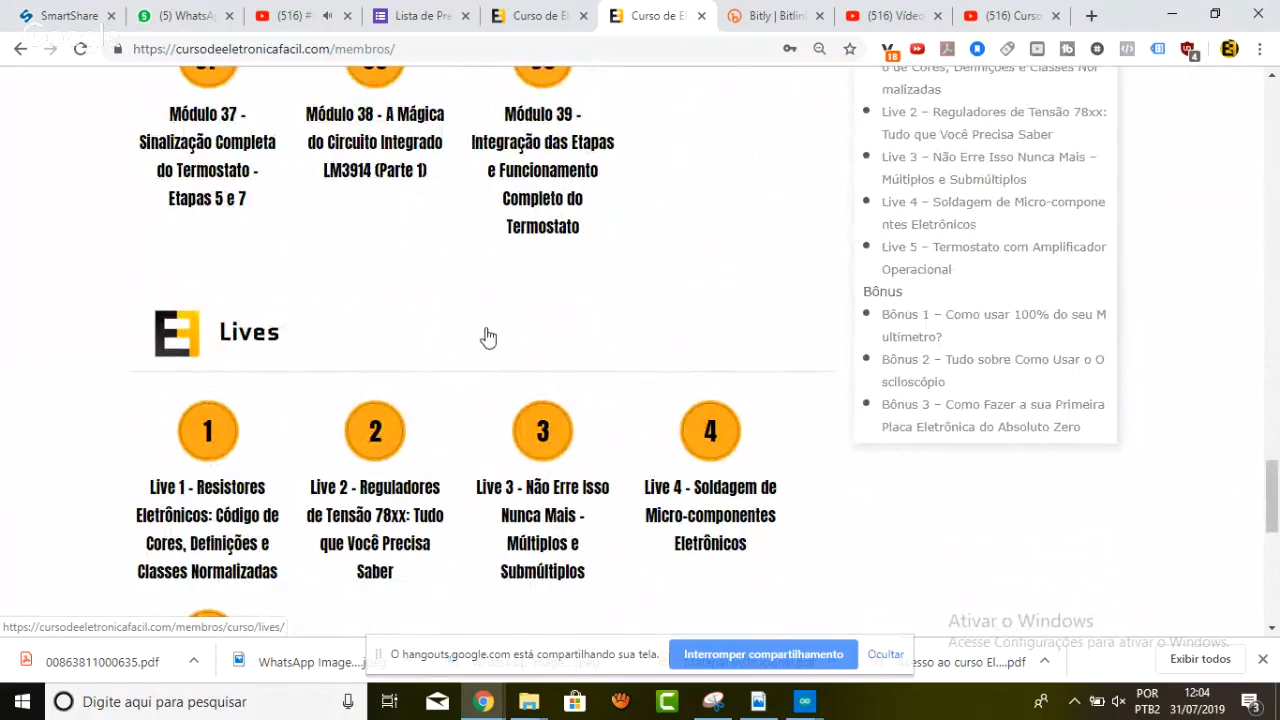 SmartShare
(5) WhatsA
(516) #
Lista de Pre
Curso de El
Curso de El
Bitly | Bitlin
(516) Vídeo
(516) Curso
https://cursodeeletronicafacil.com/membros/
18
4
Módulo 37 -
Sinalização Completa
do Termostato -
Etapas 5 e 7
Módulo 38 - A Mágica
do Circuito Integrado
LM3914 (Parte 1)
Módulo 39 -
Integração das Etapas
e Funcionamento
Completo do
Termostato
E Lives
1
2
3
4
Live 1 - Resistores
Eletrônicos: Código de
Cores, Definições e
Classes Normalizadas
Live 2 - Reguladores
de Tensão 78xx: Tudo
que Você Precisa
Saber
Live 3 - Não Erre Isso
Nunca Mais -
Múltiplos e
Submúltiplos
Live 4 - Soldagem de
Micro-componentes
Eletrônicos
o de Cores, Definições e Classes Nor
malizadas
Live 2 – Reguladores de Tensão 78xx:
Tudo que Você Precisa Saber
Live 3 – Não Erre Isso Nunca Mais –
Múltiplos e Submúltiplos
Live 4 – Soldagem de Micro-compone
ntes Eletrônicos
Live 5 – Termostato com Amplificador
Operacional
Bônus
Bônus 1 – Como usar 100% do seu M
ultímetro?
Bônus 2 – Tudo sobre Como Usar o O
sciloscópio
Bônus 3 – Como Fazer a sua Primeira
Placa Eletrônica do Absoluto Zero
Ativar o Windows
Acesse Configurações para ativar o Windows.
https://cursodeeletronicafacil.com/membros/curso/lives/
00863811000635.pdf
WhatsApp Image...
O hangouts.google.com está compartilhando sua tela.
Interromper compartilhamento
Ocultar
Acesso ao curso El....pdf
Exibir todos
Digite aqui para pesquisar
POR
PTB2
12:04
31/07/2019
3